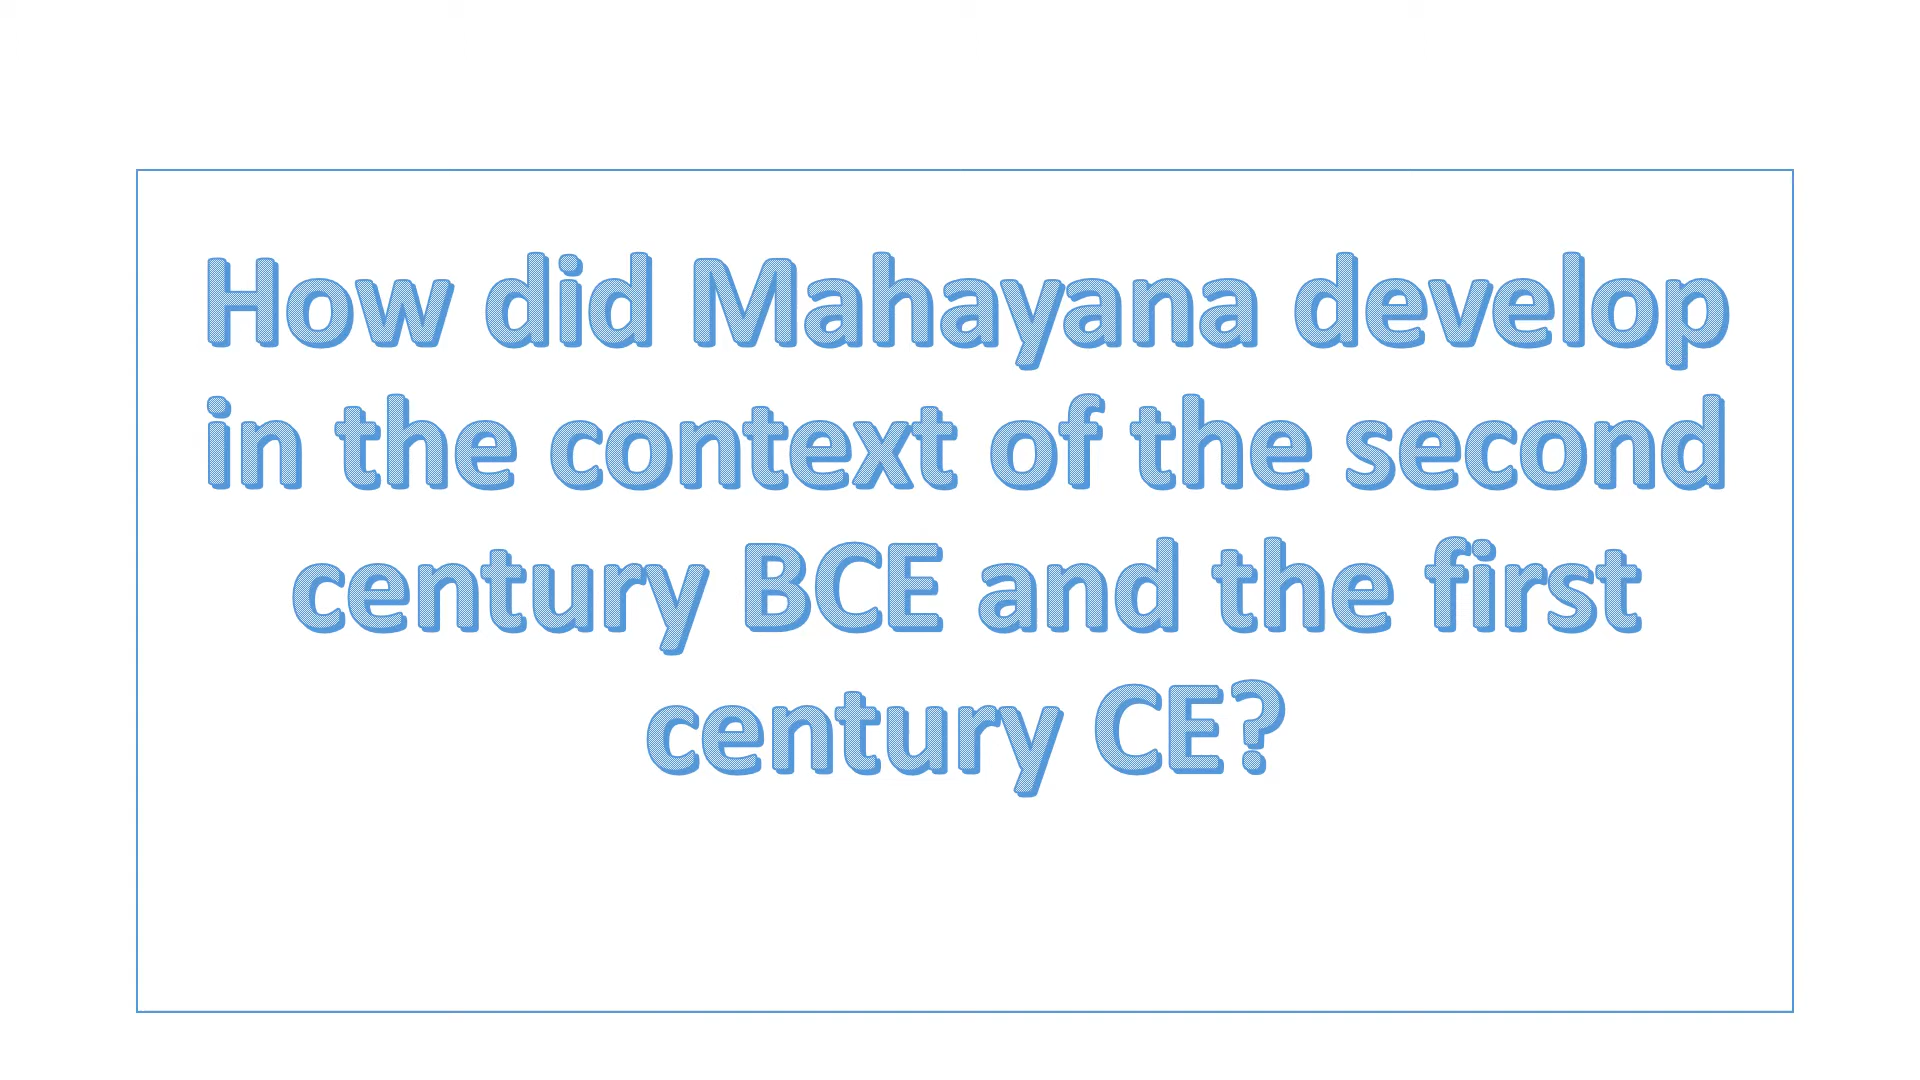 How did Mahayana develop
in the context of the second
century BCE and the first
century CE?